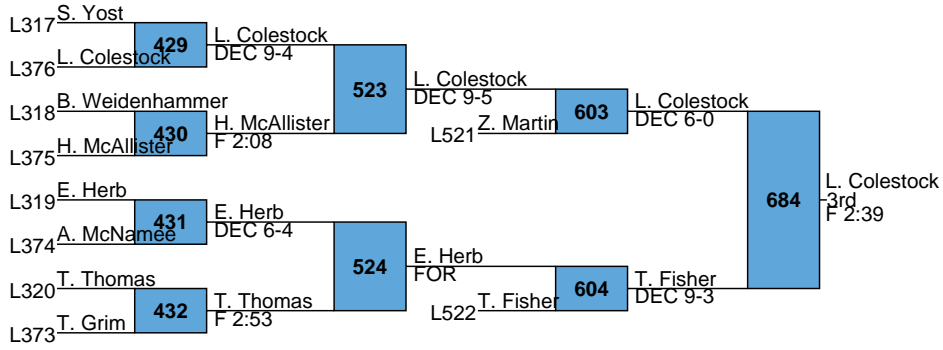 L317 S. Yost
429
L376 L. Colestock
L. Colestock
DEC 9-4
L318 B. Weidenhammer
430
L375 H. McAllister
H. McAllister
F 2:08
523
L. Colestock
DEC 9-5
L319 E. Herb
431
L374 A. McNamee
E. Herb
DEC 6-4
L320 T. Thomas
432
L373 T. Grim
T. Thomas
F 2:53
524
E. Herb
FOR
L521 Z. Martin
603
L. Colestock
DEC 6-0
L522 T. Fisher
604
T. Fisher
DEC 9-3
684
L. Colestock
3rd
F 2:39